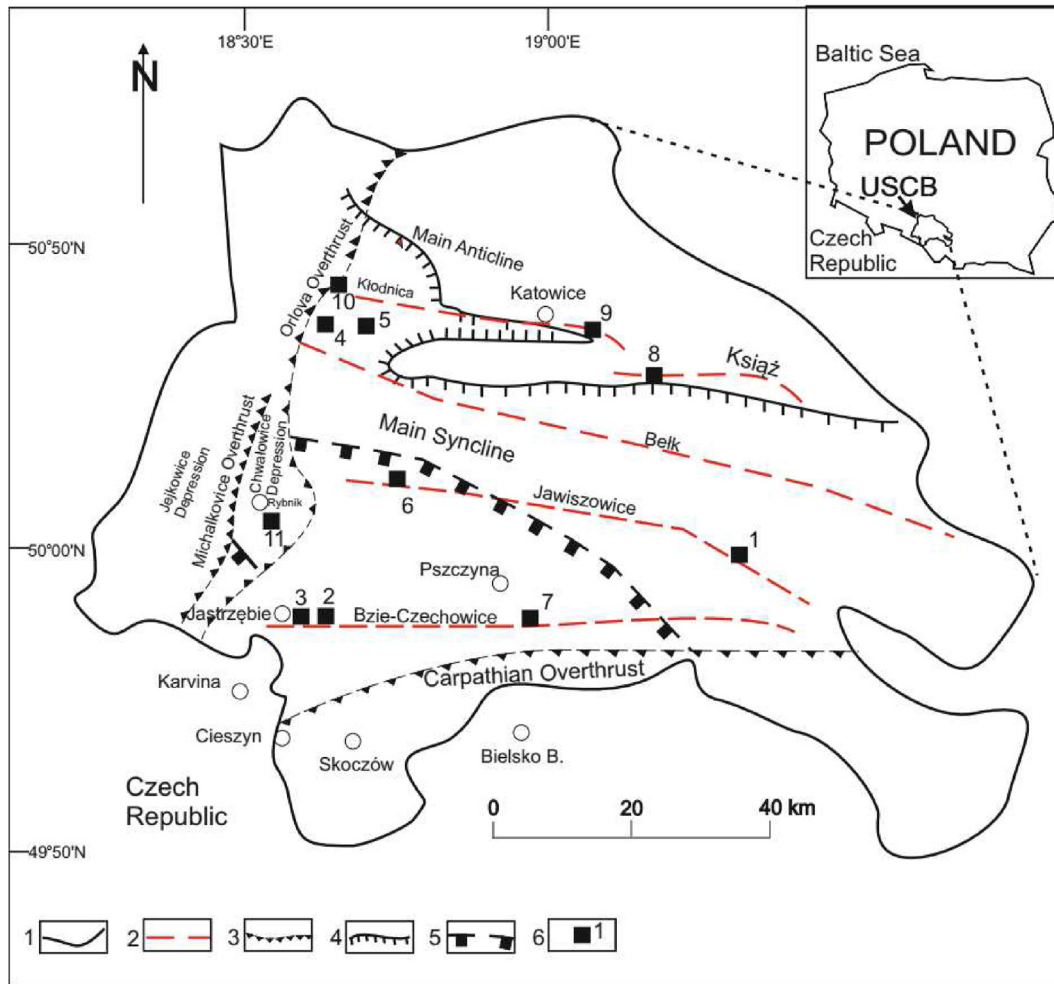 18°30'E
19°00'E
N
Baltic Sea
POLAND
USCB
Czech
Republic
50°50'N
Main Anticline
Orlova Overthrust
Kłodnica
Katowice
10
9
4
5
8
Książ
Main Syncline
Bełk
Jejkowice
Depression
Michalkovice Overthrust
Chwałowice
Depression
Rybnik
11
6
Jawiszowice
50°00'N
1
Pszczyna
Jastrzębie
3
2
Bzie-Czechowice
7
Carpathian Overthrust
Karvina
Cieszyn
Skoczów
Bielsko B.
Czech
Republic
0 20 40 km
49°50'N
1 2 3 4 5 6 1